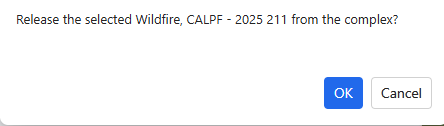 Release the selected Wildfire, CALPF - 2025 211 from the complex?
OK Cancel